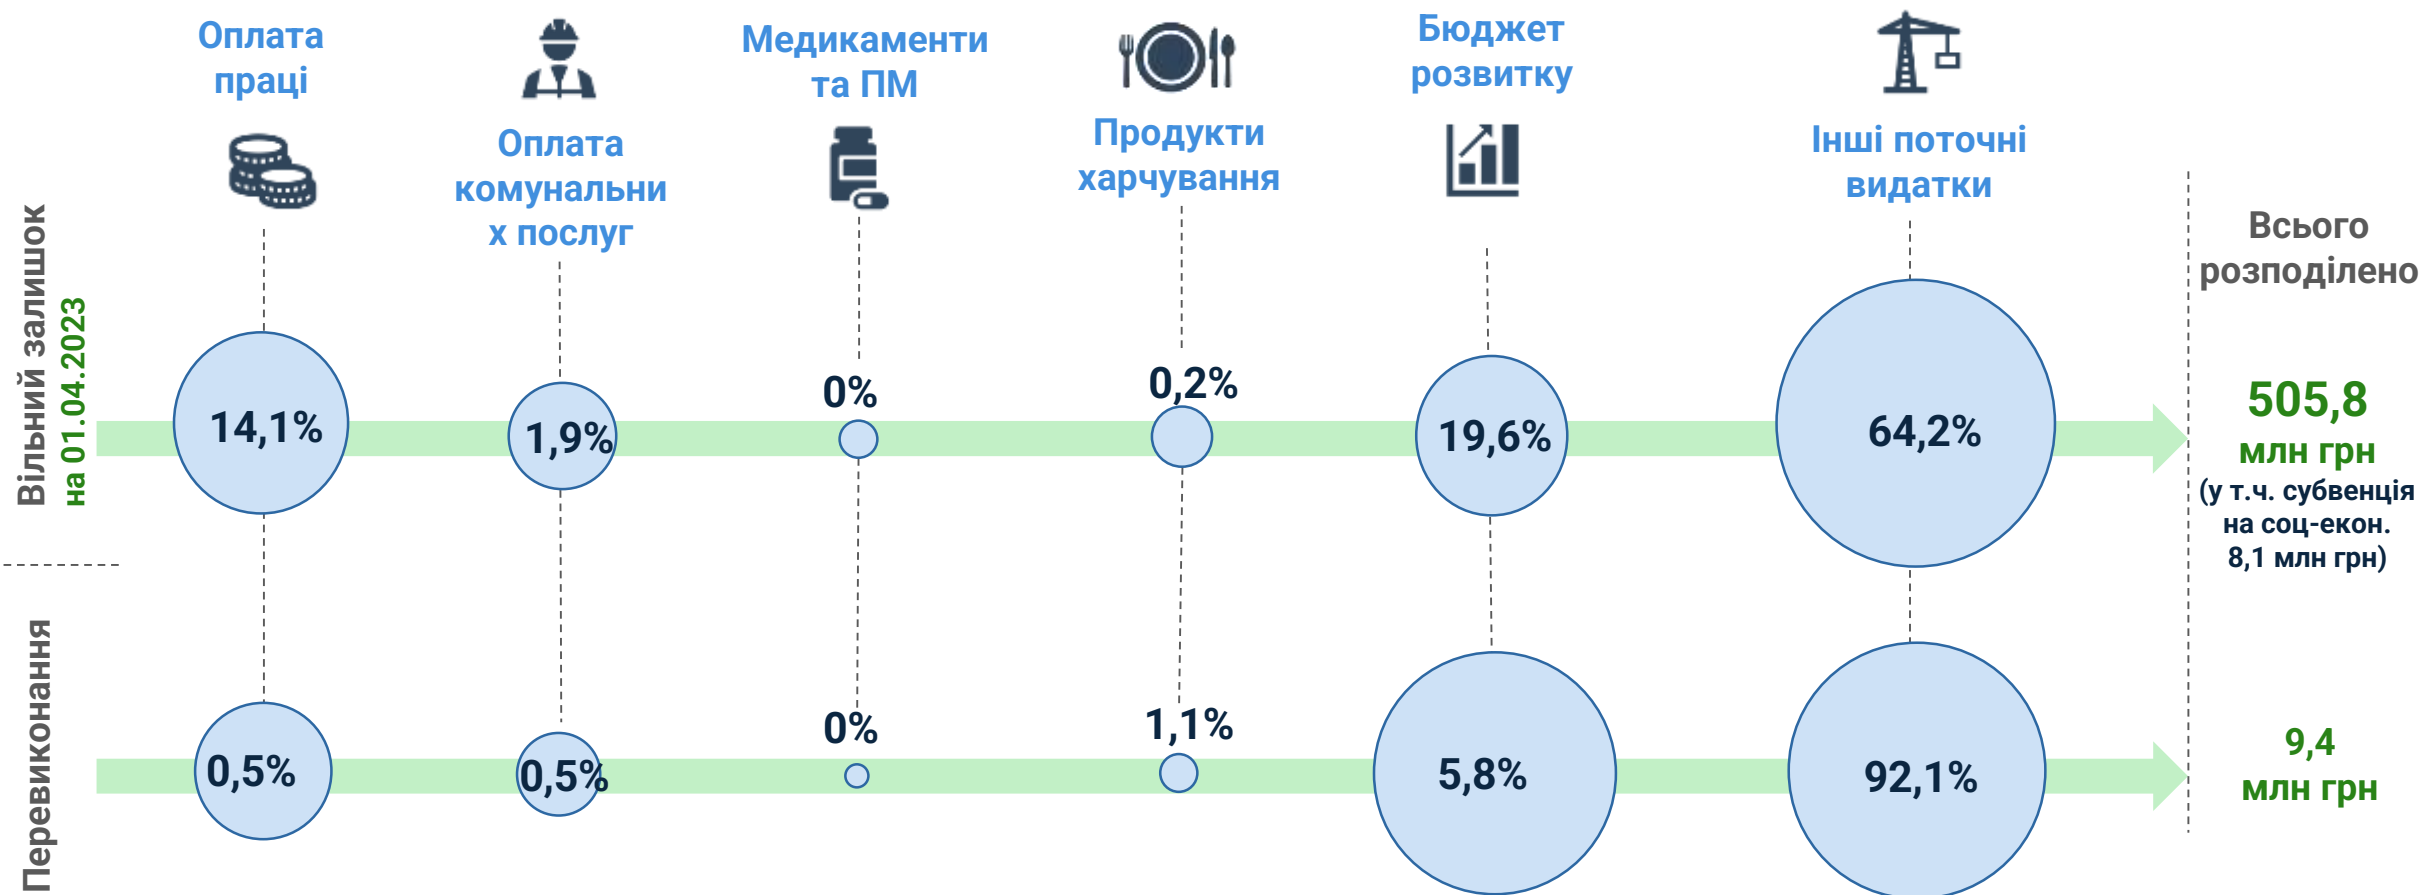 Оплата
праці
Оплата
комунальни
х послуг
Медикаменти
та ПМ
Продукти
харчування
Бюджет
розвитку
Інші поточні
видатки
Всього
розподілено
Вільний залишок
на 01.04.2023
14,1%
1,9%
0%
0,2%
19,6%
64,2%
505,8
млн грн
(у т.ч. субвенція
на соц-екон.
8,1 млн грн)
Перевиконання
0,5%
0,5%
0%
1,1%
5,8%
92,1%
9,4
млн грн